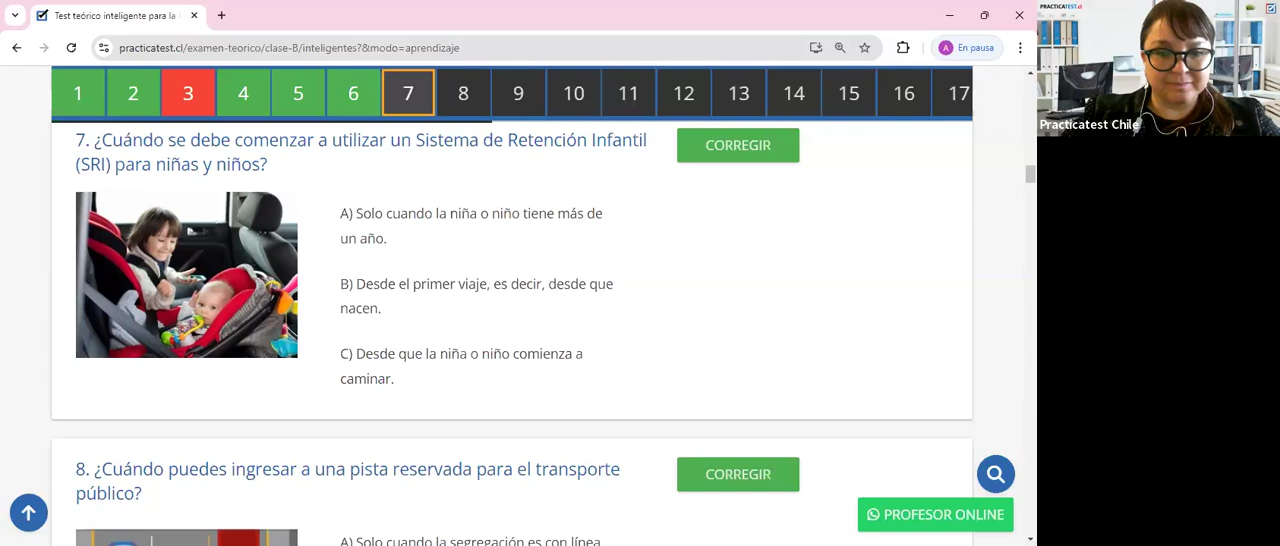 Test teórico inteligente para la
practicatest.cl/examen-teorico/clase-B/inteligentes?&modo=aprendizaje
A
En pausa
PRACTICATEST.cl
Practicatest Chile
1 2 3 4 5 6 7 8 9 10 11 12 13 14 15 16 17
7. ¿Cuándo se debe comenzar a utilizar un Sistema de Retención Infantil
(SRI) para niñas y niños?
CORREGIR
A) Solo cuando la niña o niño tiene más de
un año.
B) Desde el primer viaje, es decir, desde que
nacen.
C) Desde que la niña o niño comienza a
caminar.
8. ¿Cuándo puedes ingresar a una pista reservada para el transporte
público?
CORREGIR
PROFESOR ONLINE
A) Solo cuando la segregación es con línea